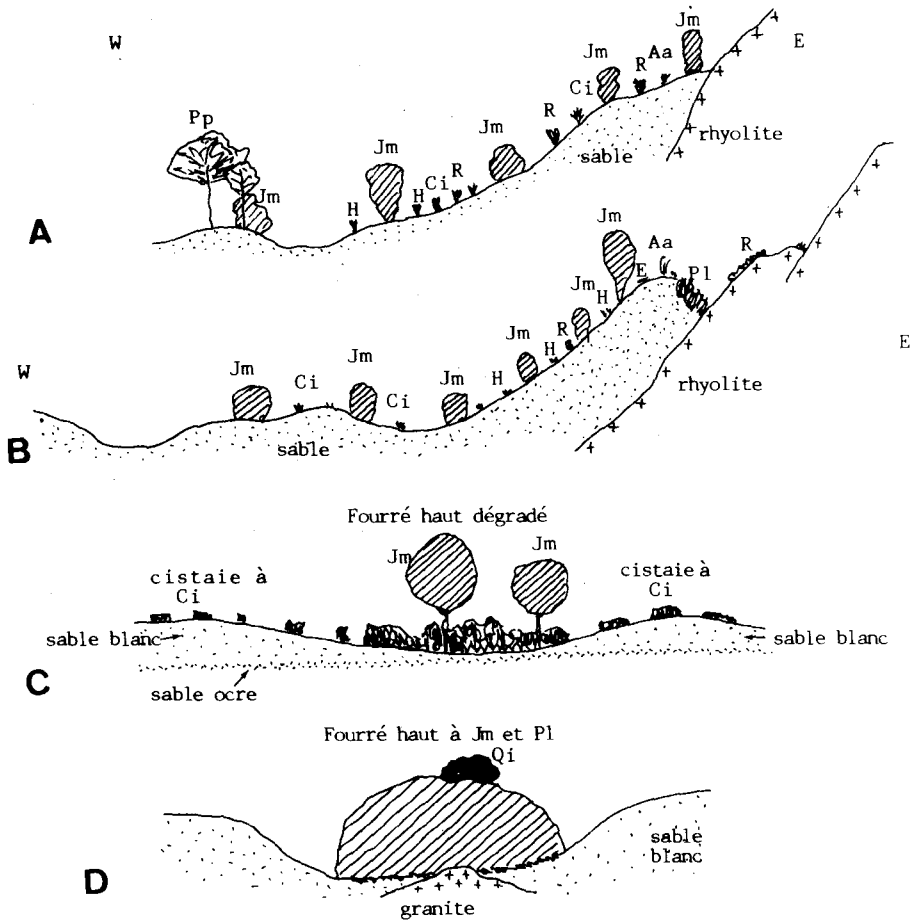 W
Jm
E
Jm
R
Aa
Ci
Pp
R
rhyolite
sable
Jm
Jm
Jm
H
H
Ci
R
A
Jm
Aa
E
Pl
R
Jm
H
E
Jm
R
H
W
Jm
Jm
Ci
Jm
H
rhyolite
Ci
B
sable
Fourré haut dégradé
Jm
Jm
cistaie à
Ci
cistaie à
Ci
sable blanc
sable blanc
C
sable ocre
Fourré haut à Jm et Pl
Qi
sable
blanc
D
granite